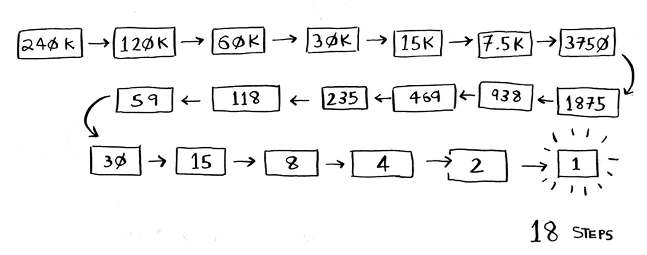 240K → 120K → 60K → 30K → 15K → 7.5K → 3750
1875 → 938 → 469 → 235 → 118 → 59
30 → 15 → 8 → 4 → 2 → 1
18 STEPS